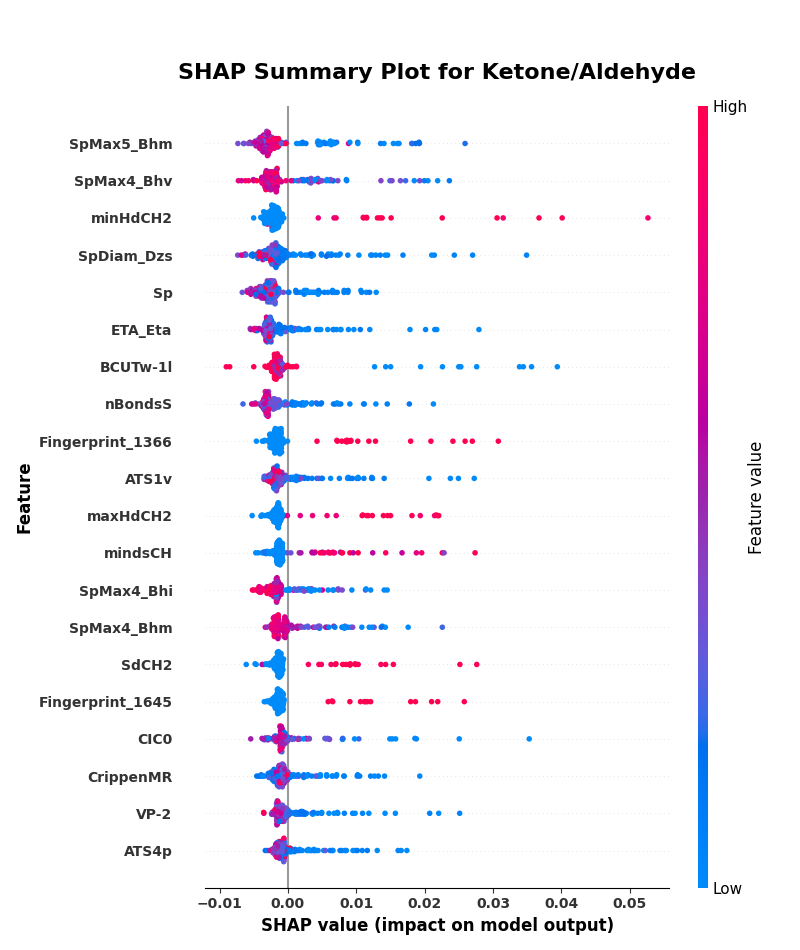 SHAP Summary Plot for Ketone/Aldehyde
High
SpMax5_Bhm
SpMax4_Bhv
minHdCH2
SpDiam_Dzs
Sp
ETA_Eta
BCUTw-1l
nBondsS
Fingerprint_1366
ATS1v
maxHdCH2
mindsCH
SpMax4_Bhi
SpMax4_Bhm
SdCH2
Fingerprint_1645
CIC0
CrippenMR
VP-2
ATS4p
Feature
Feature value
Low
−0.01 0.00 0.01 0.02 0.03 0.04 0.05
SHAP value (impact on model output)